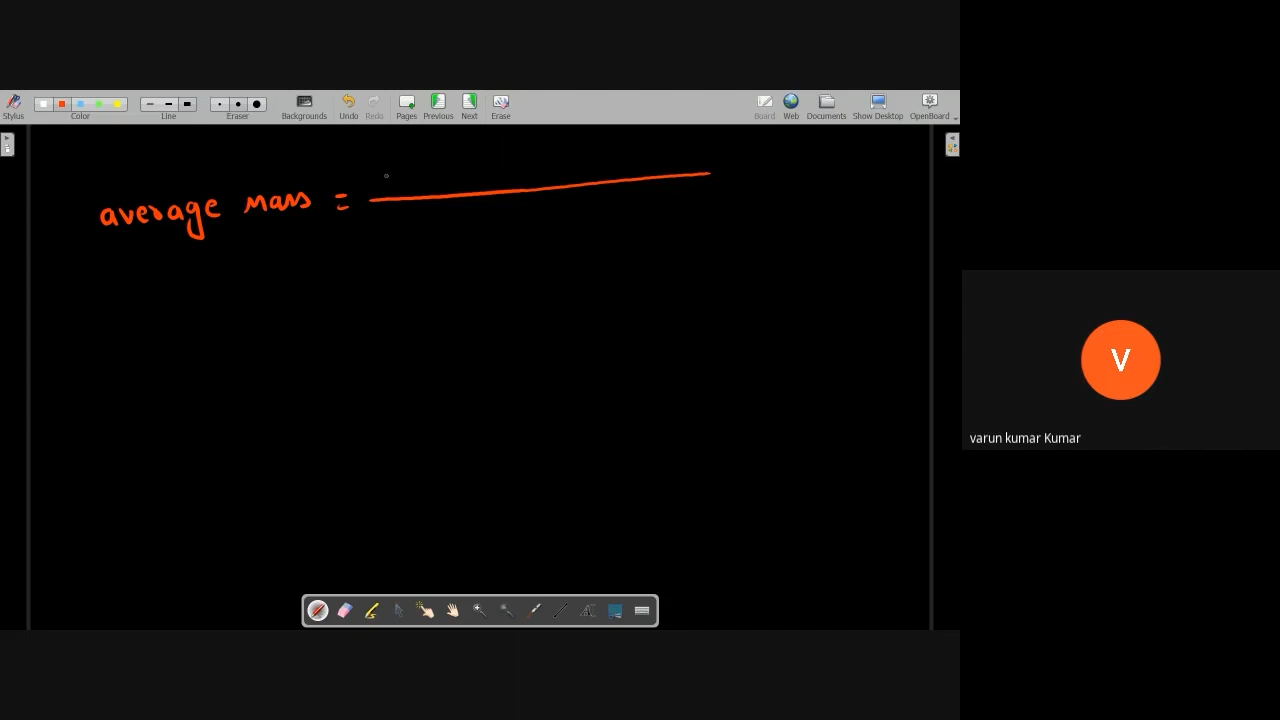 Stylus Color Line Eraser Backgrounds Undo Redo Pages Previous Next Erase Board Web Documents Show Desktop OpenBoard
average mass =
V
varun kumar Kumar